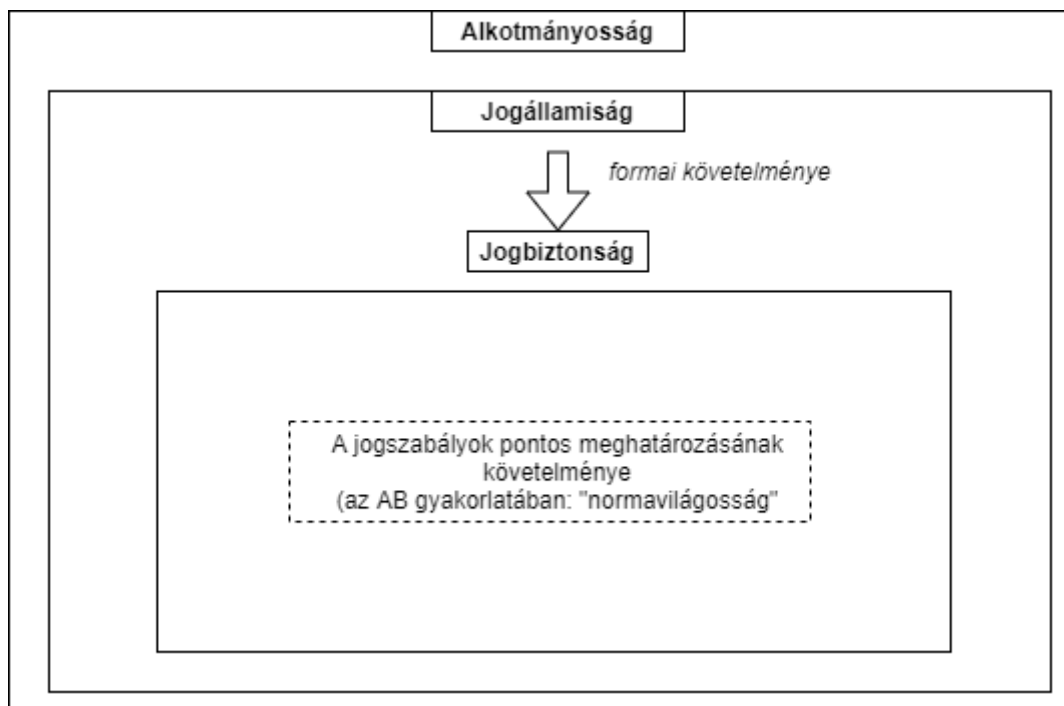 Alkotmányosság
Jogállamiság
formai követelménye
Jogbiztonság
A jogszabályok pontos meghatározásának
követelménye
(az AB gyakorlatában: "normavilágosság"